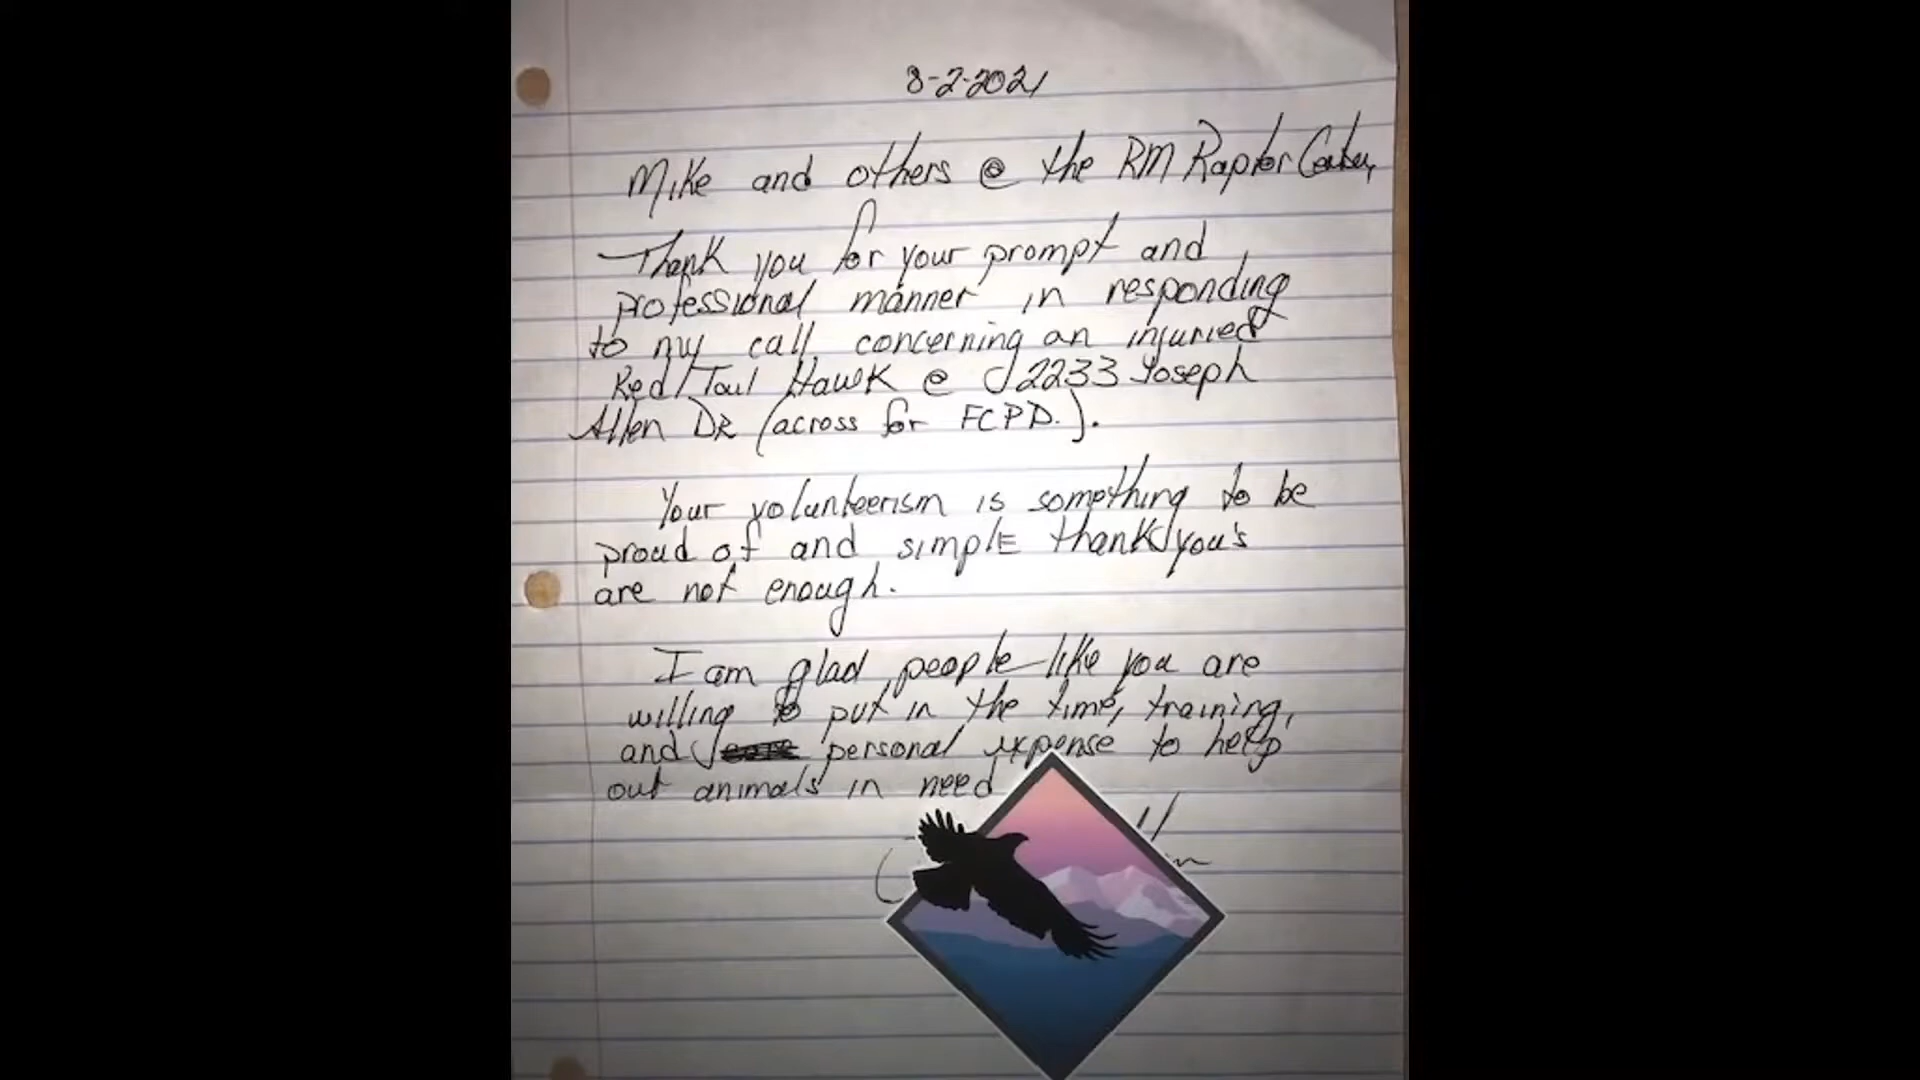 8-2-2021
Mike and others @ the RM Raptor Center,
Thank you for your prompt and
professional manner in responding
to my call concerning an injuried
Red Tail Hawk @ 2233 Joseph
Allen DR (across for FCPD.).
Your volunteerism is something to be
proud of and simple thank you's
are not enough.
I am glad people like you are
willing to put in the time, training,
and personal expense to help
out animals in need